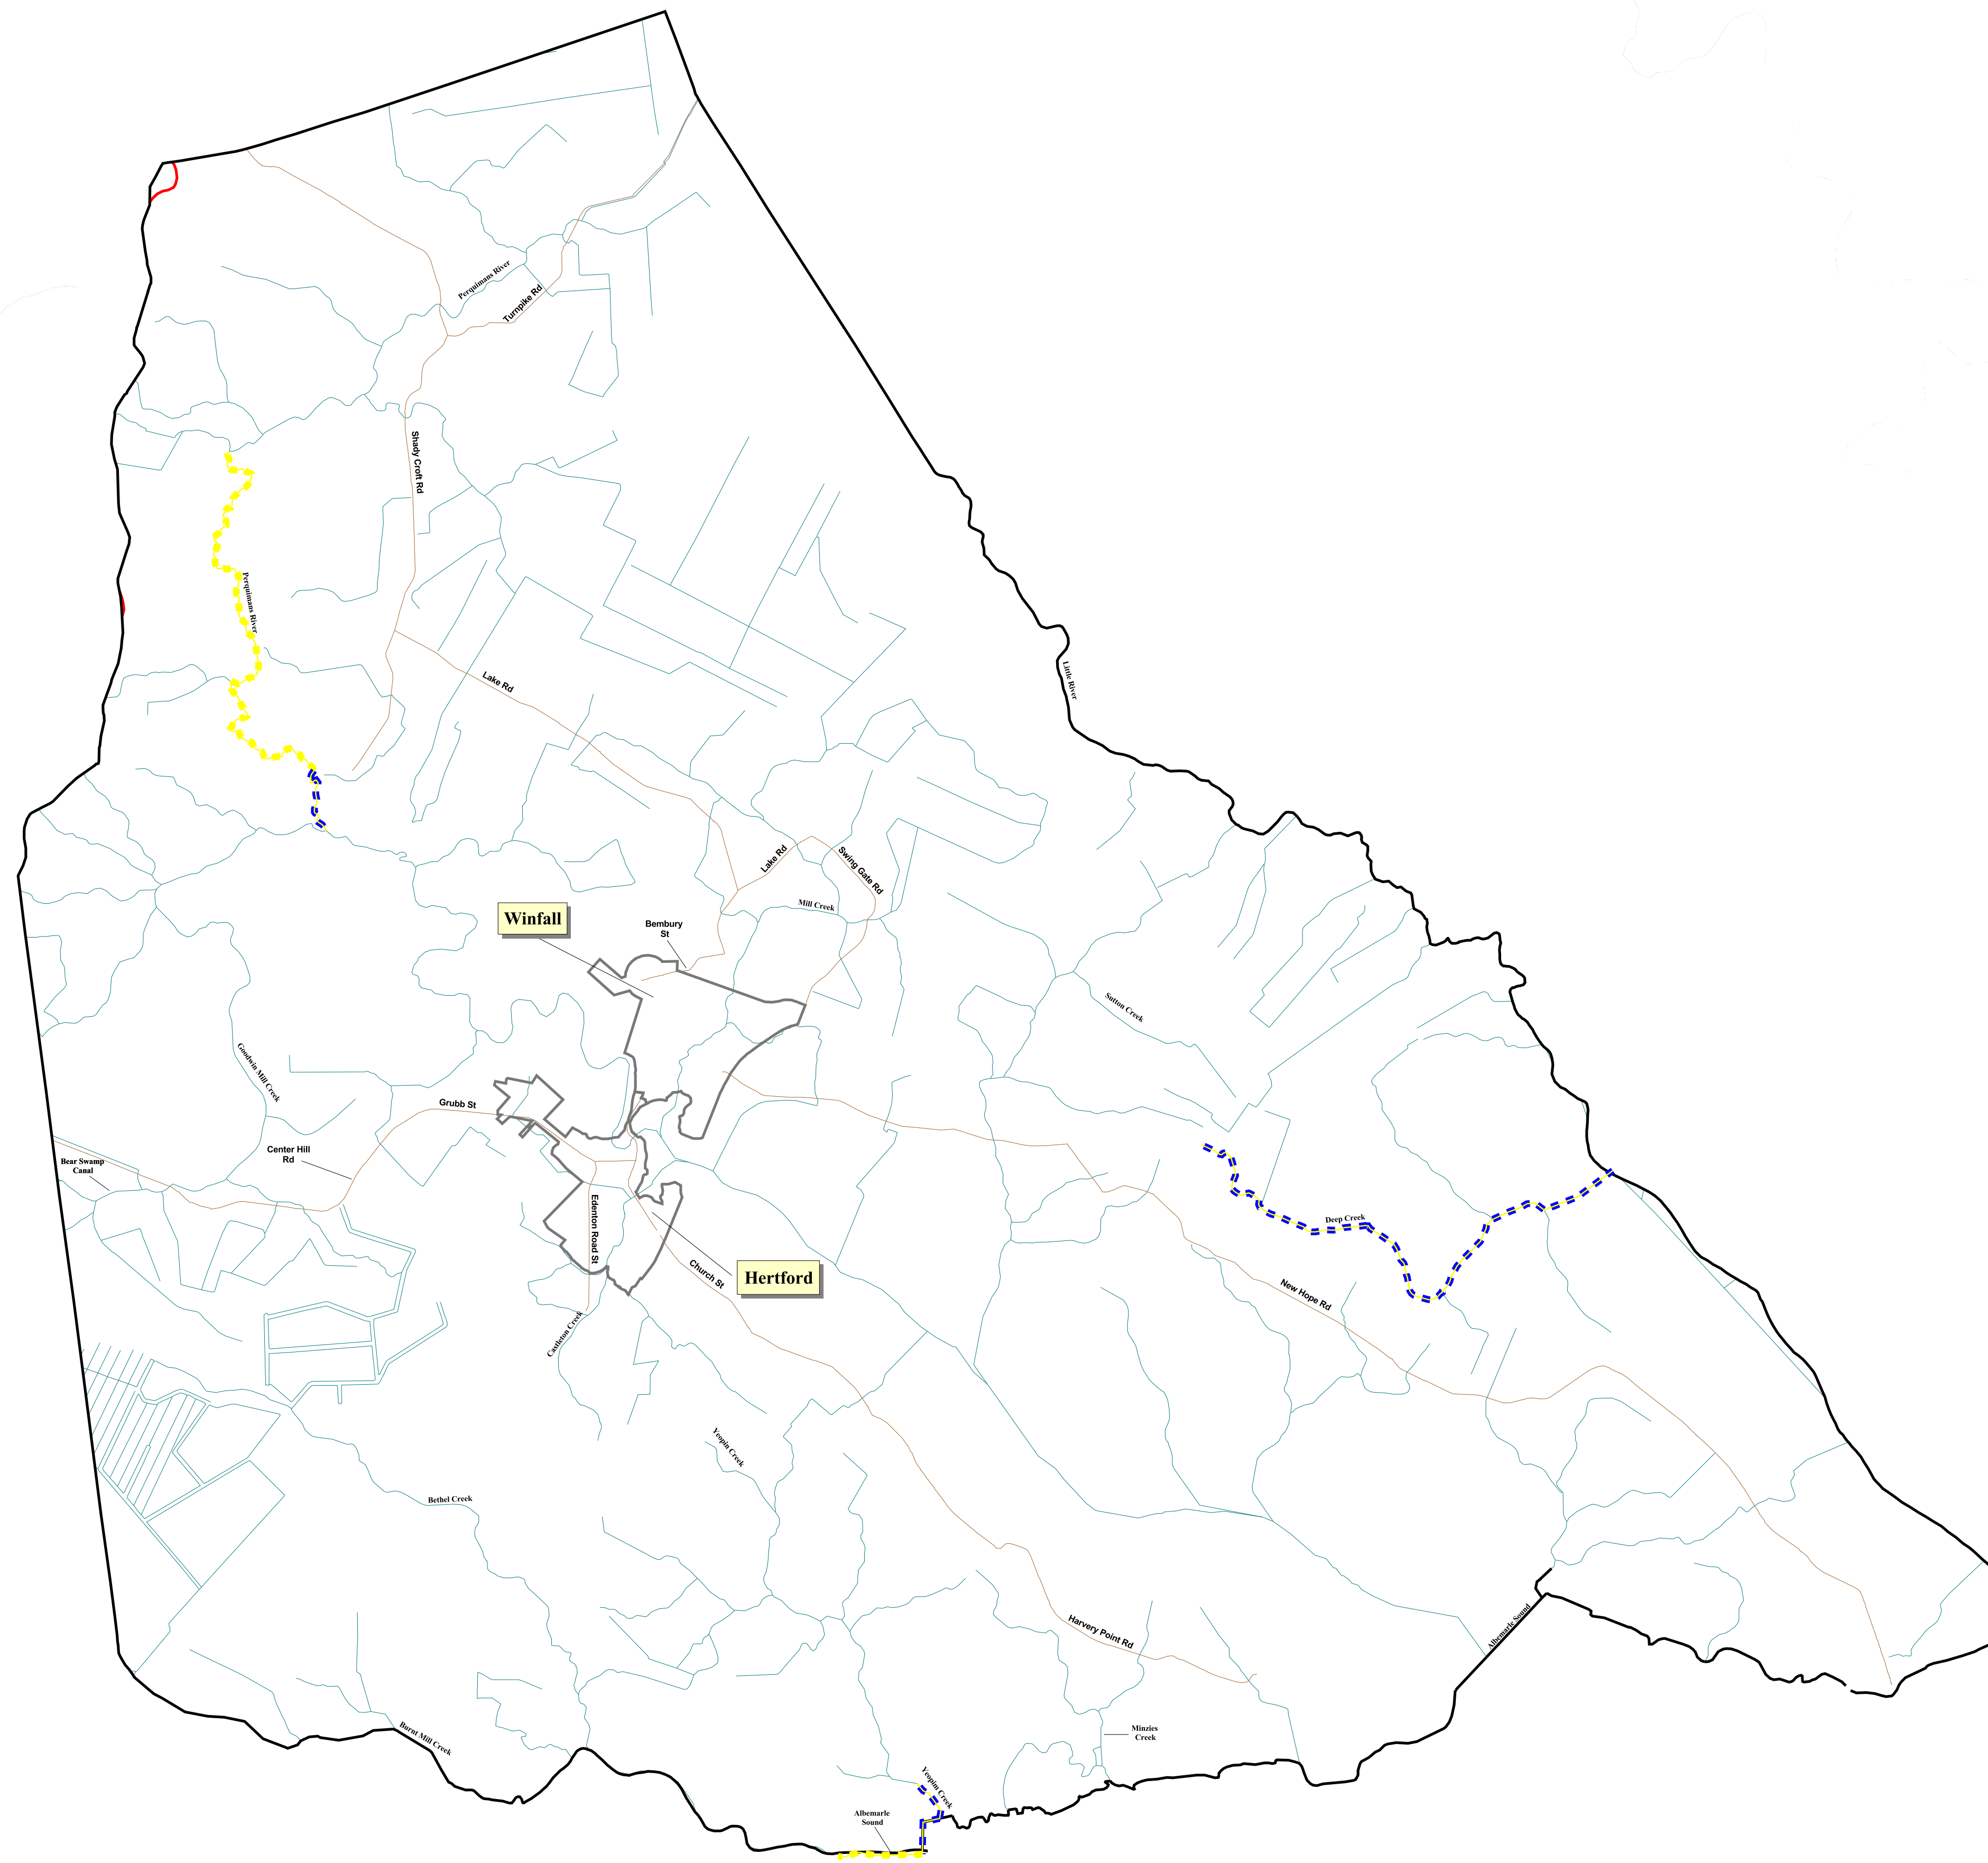 Perquimans River
Turnpike Rd
Shady Croft Rd
Perquimans River
Lake Rd
Little River
Lake Rd
Swing Gate Rd
Mill Creek
Winfall
Bembury
St
Sutton Creek
Goodwin Mill Creek
Grubb St
Center Hill
Rd
Bear Swamp
Canal
Edenton Road St
Deep Creek
Church St
Hertford
New Hope Rd
Castleton Creek
Yeopin Creek
Bethel Creek
Harvery Point Rd
Albemarle Sound
Burnt Mill Creek
Minzies
Creek
Yeopim Creek
Albemarle
Sound